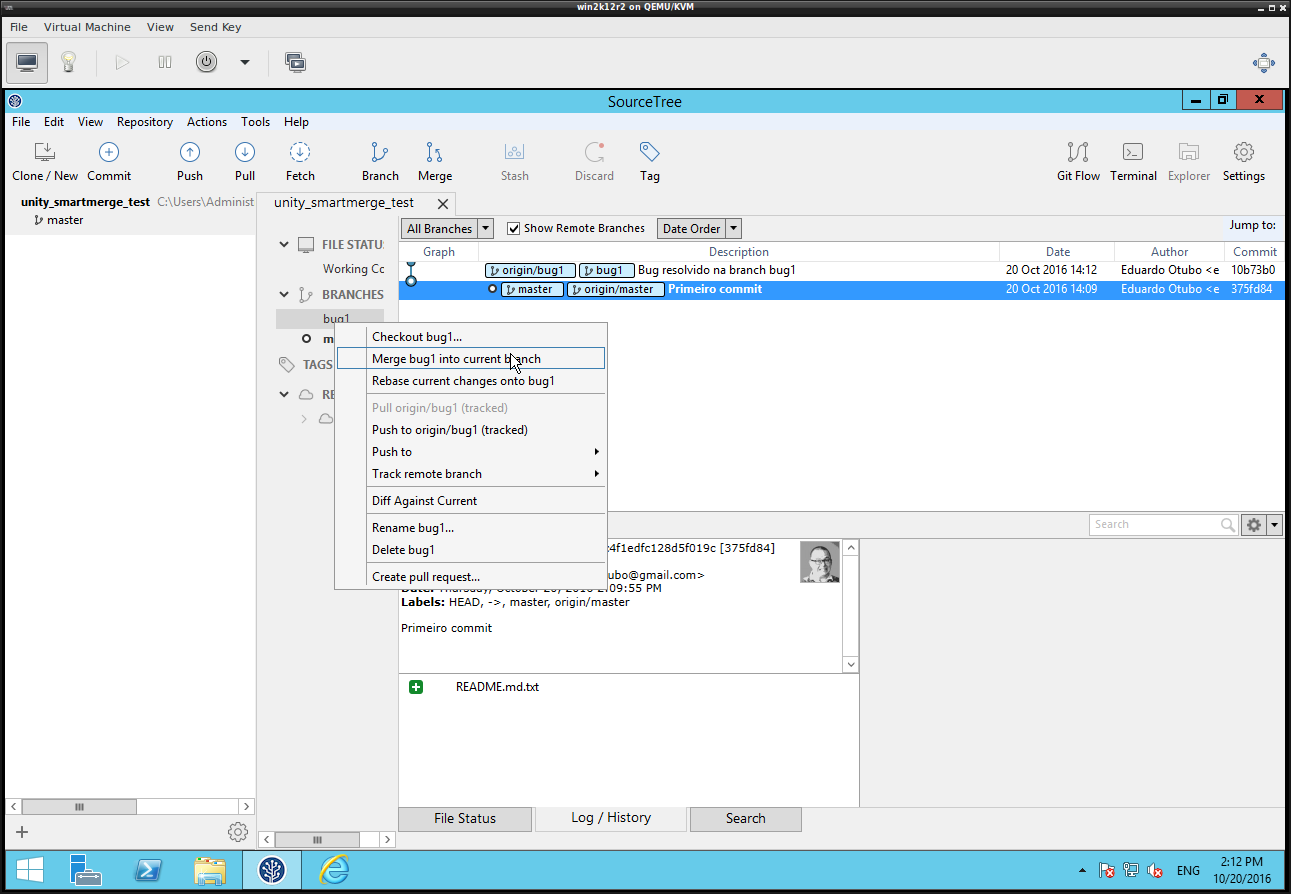 win2k12r2 on QEMU/KVM
File Virtual Machine View Send Key
SourceTree
File Edit View Repository Actions Tools Help
Clone / New Commit Push Pull Fetch Branch Merge Stash Discard Tag Git Flow Terminal Explorer Settings
unity_smartmerge_test C:\Users\Administ
master
unity_smartmerge_test
All Branches Show Remote Branches Date Order Jump to:
Graph Description Date Author Commit
origin/bug1 bug1 Bug resolvido na branch bug1 20 Oct 2016 14:12 Eduardo Otubo <e 10b73b0
master origin/master Primeiro commit 20 Oct 2016 14:09 Eduardo Otubo <e 375fd84
FILE STATU
Working Co
BRANCHES
bug1
m
TAGS
RE
Checkout bug1...
Merge bug1 into current branch
Rebase current changes onto bug1
Pull origin/bug1 (tracked)
Push to origin/bug1 (tracked)
Push to
Track remote branch
Diff Against Current
Rename bug1...
Delete bug1
Create pull request...
Search
4f1edfc128d5f019c [375fd84]
ubo@gmail.com>
Date: Thursday, October 20, 2016 2:09:55 PM
Labels: HEAD, ->, master, origin/master
Primeiro commit
README.md.txt
File Status Log / History Search
ENG
2:12 PM
10/20/2016